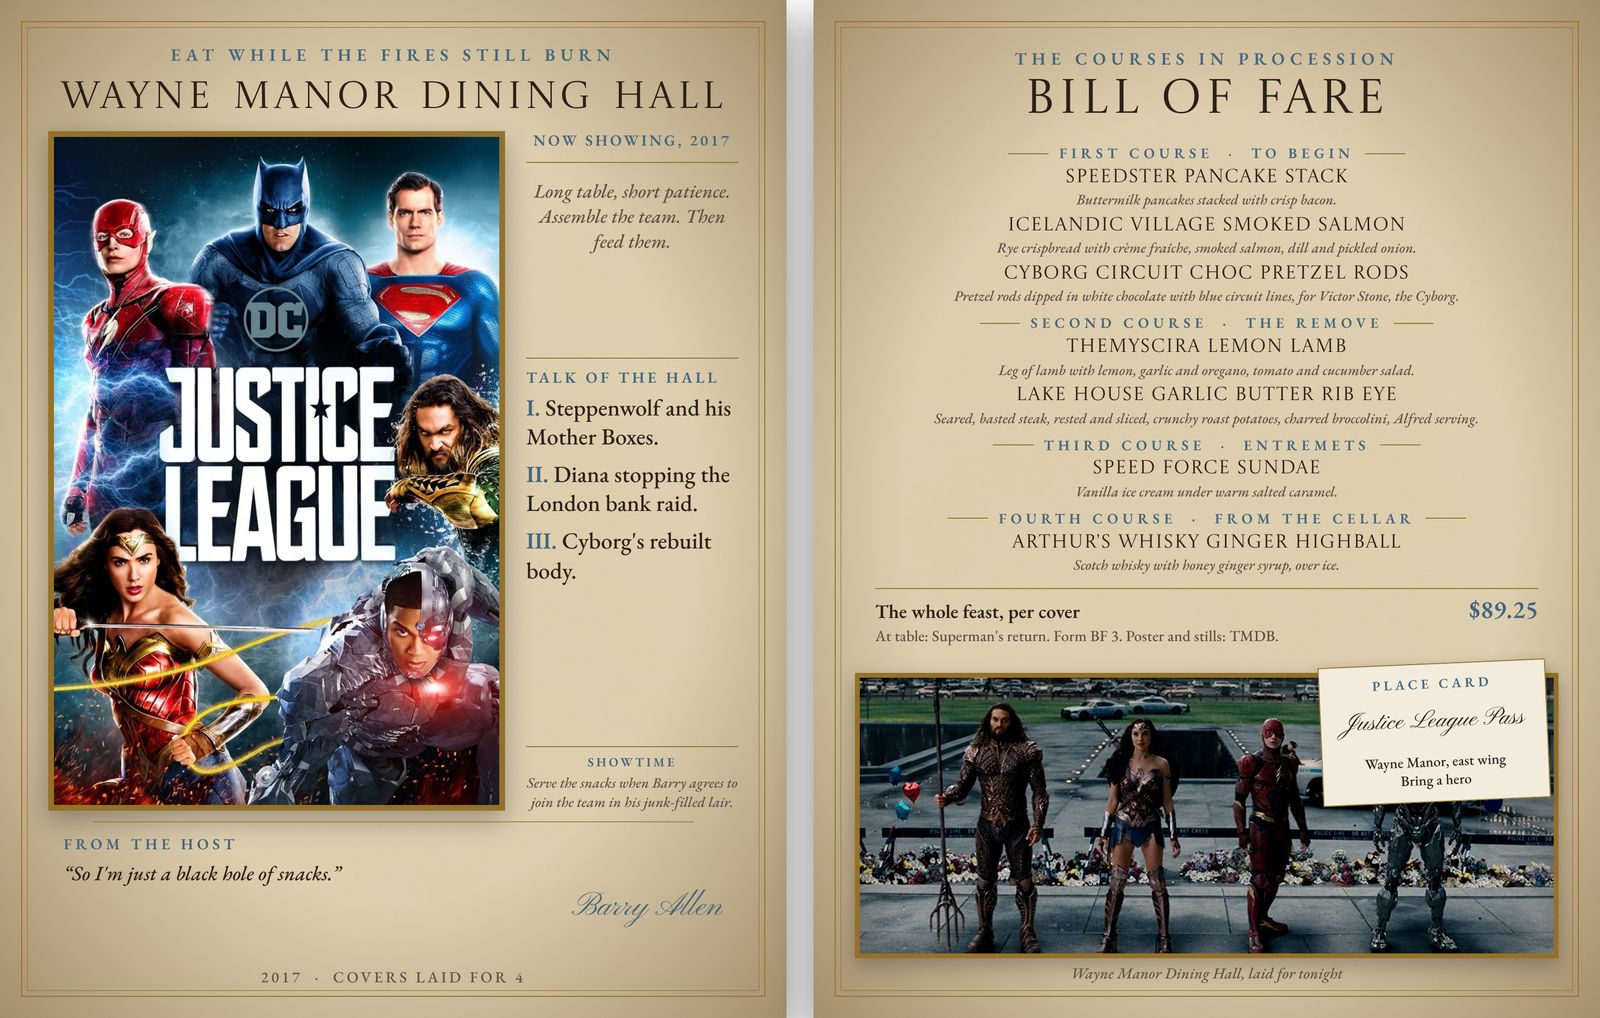 EAT WHILE THE FIRES STILL BURN
WAYNE MANOR DINING HALL
NOW SHOWING, 2017
Long table, short patience.
Assemble the team. Then
feed them.
DC
JUSTICE
LEAGUE
TALK OF THE HALL
I. Steppenwolf and his
Mother Boxes.
II. Diana stopping the
London bank raid.
III. Cyborg's rebuilt
body.
SHOWTIME
Serve the snacks when Barry agrees to
join the team in his junk-filled lair.
FROM THE HOST
“So I'm just a black hole of snacks.”
Barry Allen
2017 · COVERS LAID FOR 4
THE COURSES IN PROCESSION
BILL OF FARE
FIRST COURSE · TO BEGIN
SPEEDSTER PANCAKE STACK
Buttermilk pancakes stacked with crisp bacon.
ICELANDIC VILLAGE SMOKED SALMON
Rye crispbread with crème fraîche, smoked salmon, dill and pickled onion.
CYBORG CIRCUIT CHOC PRETZEL RODS
Pretzel rods dipped in white chocolate with blue circuit lines, for Victor Stone, the Cyborg.
SECOND COURSE · THE REMOVE
THEMYSCIRA LEMON LAMB
Leg of lamb with lemon, garlic and oregano, tomato and cucumber salad.
LAKE HOUSE GARLIC BUTTER RIB EYE
Seared, basted steak, rested and sliced, crunchy roast potatoes, charred broccolini, Alfred serving.
THIRD COURSE · ENTREMETS
SPEED FORCE SUNDAE
Vanilla ice cream under warm salted caramel.
FOURTH COURSE · FROM THE CELLAR
ARTHUR'S WHISKY GINGER HIGHBALL
Scotch whisky with honey ginger syrup, over ice.
The whole feast, per cover $89.25
At table: Superman's return. Form BF 3. Poster and stills: TMDB.
PLACE CARD
Justice League Pass
Wayne Manor, east wing
Bring a hero
Wayne Manor Dining Hall, laid for tonight